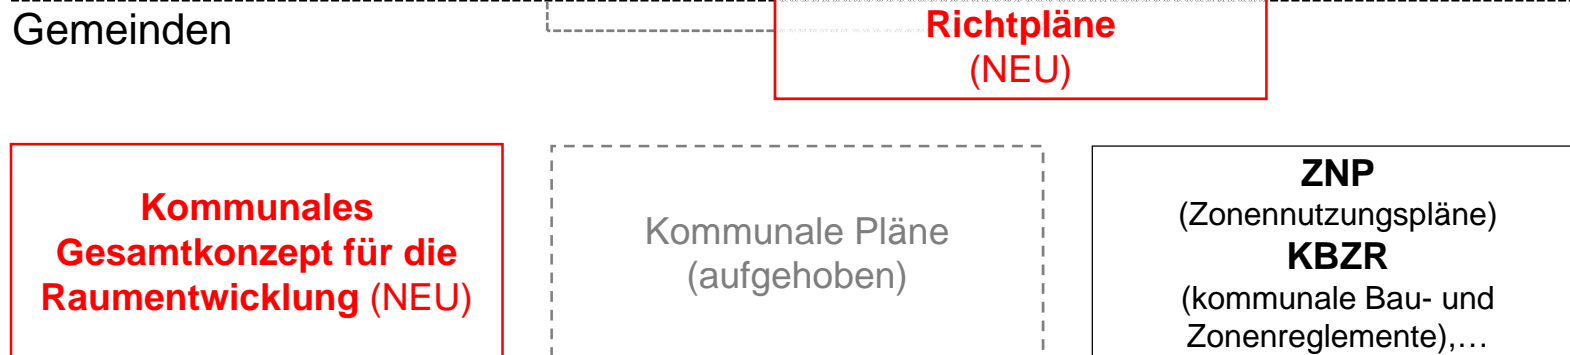 Gemeinden
Richtpläne
(NEU)
Kommunales
Gesamtkonzept für die
Raumentwicklung (NEU)
Kommunale Pläne
(aufgehoben)
ZNP
(Zonennutzungspläne)
KBZR
(kommunale Bau- und
Zonenreglemente),…